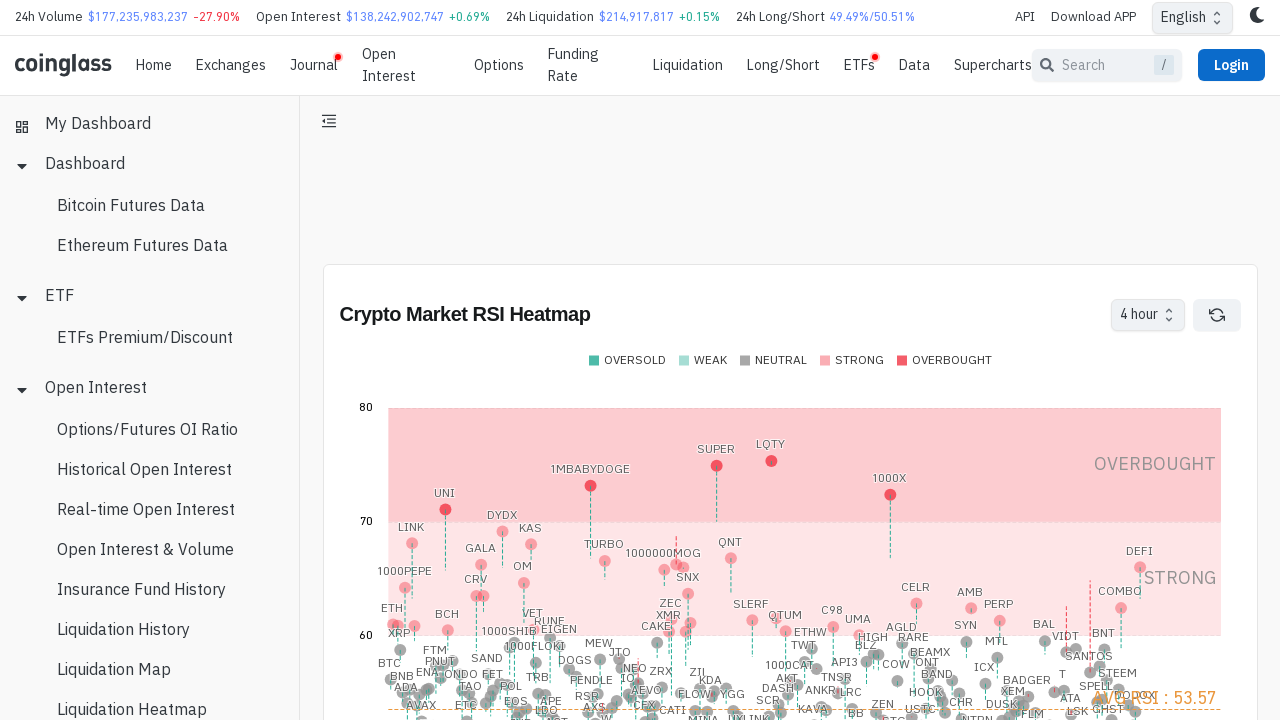 24h Volume $177,235,983,237 -27.90% Open Interest $138,242,902,747 +0.69% 24h Liquidation $214,917,817 +0.15% 24h Long/Short 49.49%/50.51% API Download APP English
coinglass Home Exchanges Journal Open Interest Options Funding Rate Liquidation Long/Short ETFs Data Supercharts Search / Login
My Dashboard
Dashboard
Bitcoin Futures Data
Ethereum Futures Data
ETF
ETFs Premium/Discount
Open Interest
Options/Futures OI Ratio
Historical Open Interest
Real-time Open Interest
Open Interest & Volume
Insurance Fund History
Liquidation History
Liquidation Map
Liquidation Heatmap
Crypto Market RSI Heatmap 4 hour
OVERSOLD WEAK NEUTRAL STRONG OVERBOUGHT
80
SUPER LQTY
OVERBOUGHT
1MBABYDOGE
1000X
UNI
70
DYDX
LINK KAS
TURBO QNT
GALA 1000000MOG DEFI
OM
1000PEPE STRONG
CRV SNX
CELR COMBO
AMB
ETH ZEC SLERF PERP
BCH VET XMR QTUM C98
RUNE UMA
XRP 1000SHIB EIGEN CAKE ETHW AGLD SYN BAL
60
HIGH RARE VIDT BNT
MEW TWT BLZ MTL
FTM 1000FLOKI JTO BEAMX
PNUT SAND DOGS SANTOS
BTC 1000CAT API3 COW ONT ICX
BNB ENA ONDO FET TRB NEO ZRX ZIL AKT TNSR BAND T STEEM
ADA TAO POL PENDLE IO KDA DASH BADGER SPELL
RSR AEVO FLOW YGG ANKR LRC HOOK XEM ATA
AVG RSI : 53.57
AVAX ETC EOS APE AXS CFX CATI SCR KAVA ZEN USTC CHR DUSK LSK
LDO BB FLM